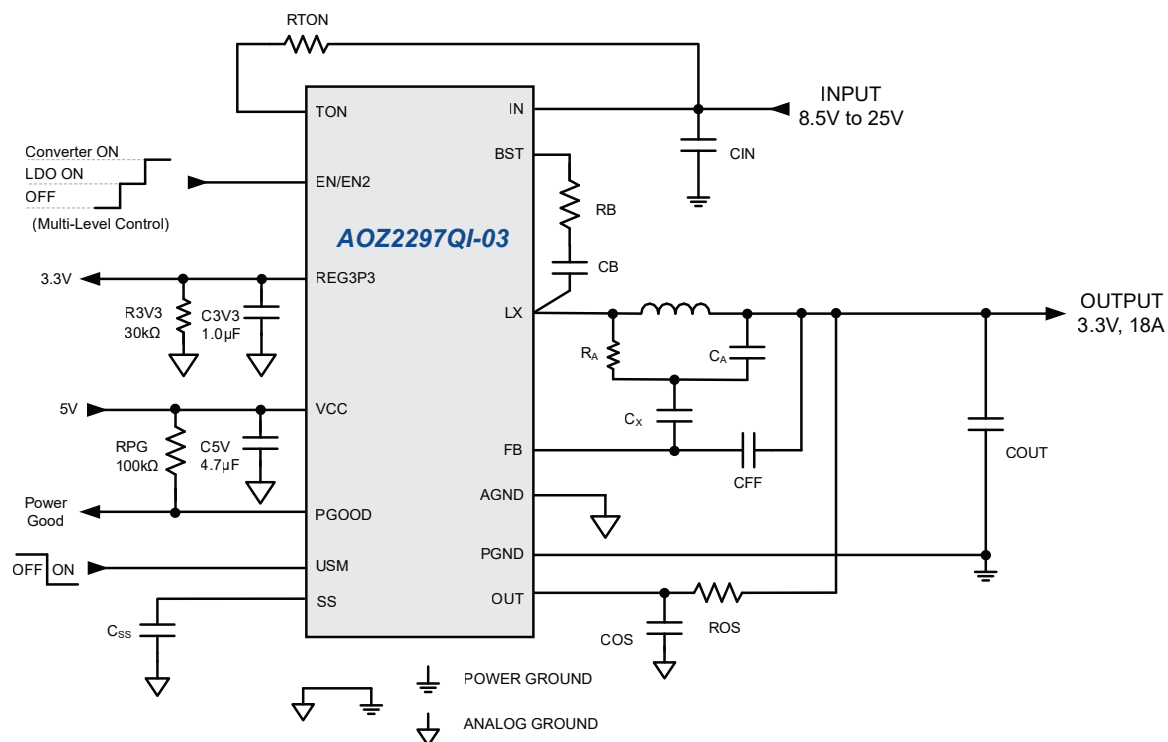 RTON
TON
IN
INPUT
8.5V to 25V
CIN
BST
Converter ON
LDO ON
OFF
(Multi-Level Control)
EN/EN2
RB
AOZ2297QI-03
CB
3.3V
REG3P3
R3V3
30kΩ
C3V3
1.0µF
LX
OUTPUT
3.3V, 18A
RA
CA
CX
5V
VCC
RPG
100kΩ
C5V
4.7µF
FB
CFF
COUT
AGND
Power
Good
PGOOD
PGND
OFF ON
USM
SS
OUT
CSS
COS
ROS
POWER GROUND
ANALOG GROUND